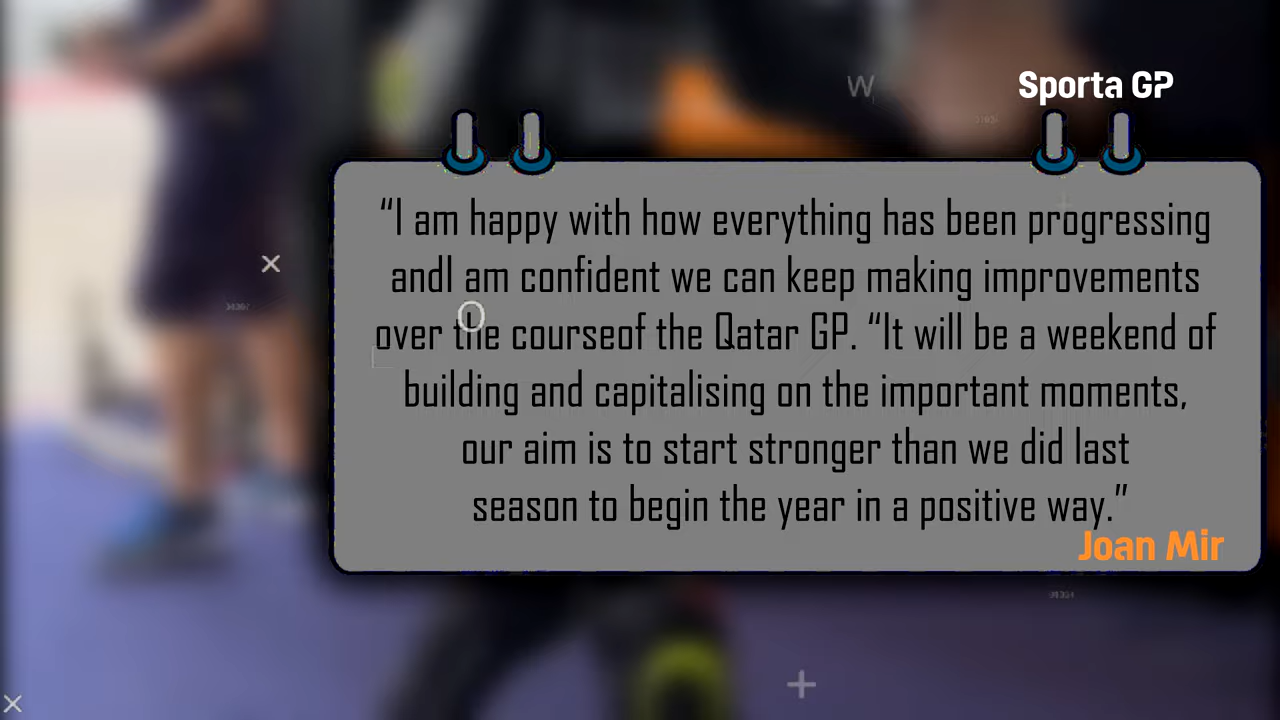 W
Sporta GP
“I am happy with how everything has been progressing
andI am confident we can keep making improvements
O
over the courseof the Qatar GP. “It will be a weekend of
building and capitalising on the important moments,
our aim is to start stronger than we did last
season to begin the year in a positive way.”
Joan Mir